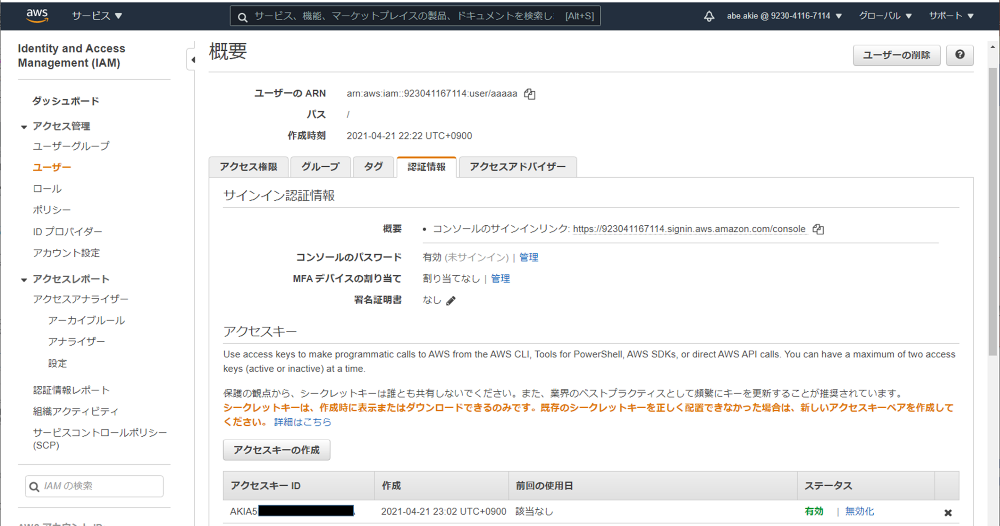 aws サービス ▼ サービス、機能、マーケットプレイスの製品、ドキュメントを検索し [Alt+S] abe.akie @ 9230-4116-7114 ▼ グローバル ▼ サポート ▼
Identity and Access
Management (IAM)
ダッシュボード
アクセス管理
ユーザーグループ
ユーザー
ロール
ポリシー
ID プロバイダー
アカウント設定
アクセスレポート
アクセスアナライザー
アーカイブルール
アナライザー
設定
認証情報レポート
組織アクティビティ
サービスコントロールポリシー
(SCP)
IAM の検索
AWS アカウント ID:
概要
ユーザーの削除
ユーザーの ARN arn:aws:iam::923041167114:user/aaaaa
パス /
作成時刻 2021-04-21 22:22 UTC+0900
アクセス権限 グループ タグ 認証情報 アクセスアドバイザー
サインイン認証情報
概要 • コンソールのサインインリンク: https://923041167114.signin.aws.amazon.com/console
コンソールのパスワード 有効 (未サインイン) | 管理
MFA デバイスの割り当て 割り当てなし | 管理
署名証明書 なし
アクセスキー
Use access keys to make programmatic calls to AWS from the AWS CLI, Tools for PowerShell, AWS SDKs, or direct AWS API calls. You can have a maximum of two access
keys (active or inactive) at a time.
保護の観点から、シークレットキーは誰とも共有しないでください。また、業界のベストプラクティスとして頻繁にキーを更新することが推奨されています。
シークレットキーは、作成時に表示またはダウンロードできるのみです。既存のシークレットキーを正しく配置できなかった場合は、新しいアクセスキーペアを作成して
ください。 詳細はこちら
アクセスキーの作成
アクセスキー ID 作成 前回の使用日 ステータス
AKIA5 2021-04-21 23:02 UTC+0900 該当なし 有効 | 無効化